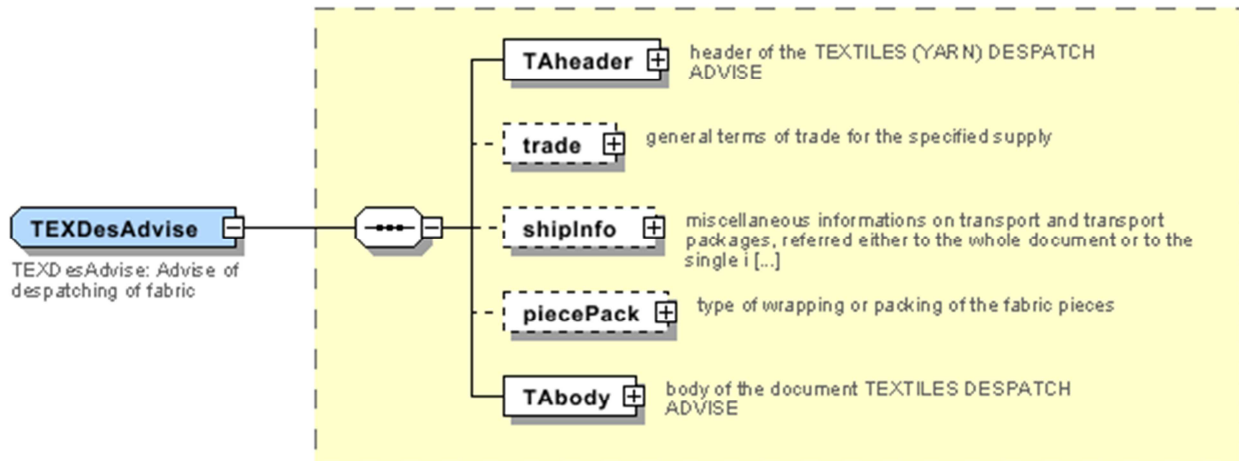 TAheader
header of the TEXTILES (YARN) DESPATCH
ADVISE
trade
general terms of trade for the specified supply
TEXDesAdvise
TEXDesAdvise: Advise of
despatching of fabric
shipInfo
miscellaneous informations on transport and transport
packages, referred either to the whole document or to the
single i [...]
piecePack
type of wrapping or packing of the fabric pieces
TAbody
body of the document TEXTILES DESPATCH
ADVISE